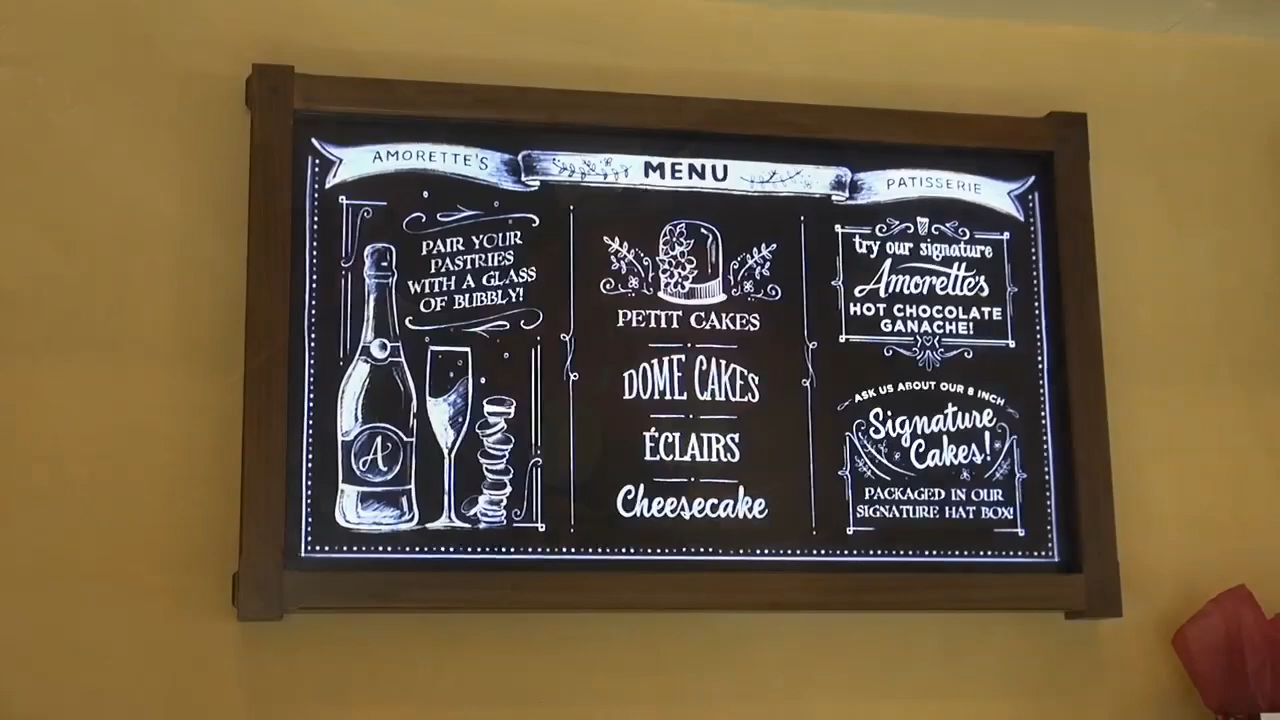 AMORETTE'S
MENU
PATISSERIE
PAIR YOUR
PASTRIES
WITH A GLASS
OF BUBBLY!
A
PETIT CAKES
DOME CAKES
ÉCLAIRS
Cheesecake
try our signature
Amorette's
HOT CHOCOLATE
GANACHE!
ASK US ABOUT OUR 8 INCH
Signature
Cakes!
PACKAGED IN OUR
SIGNATURE HAT BOX!